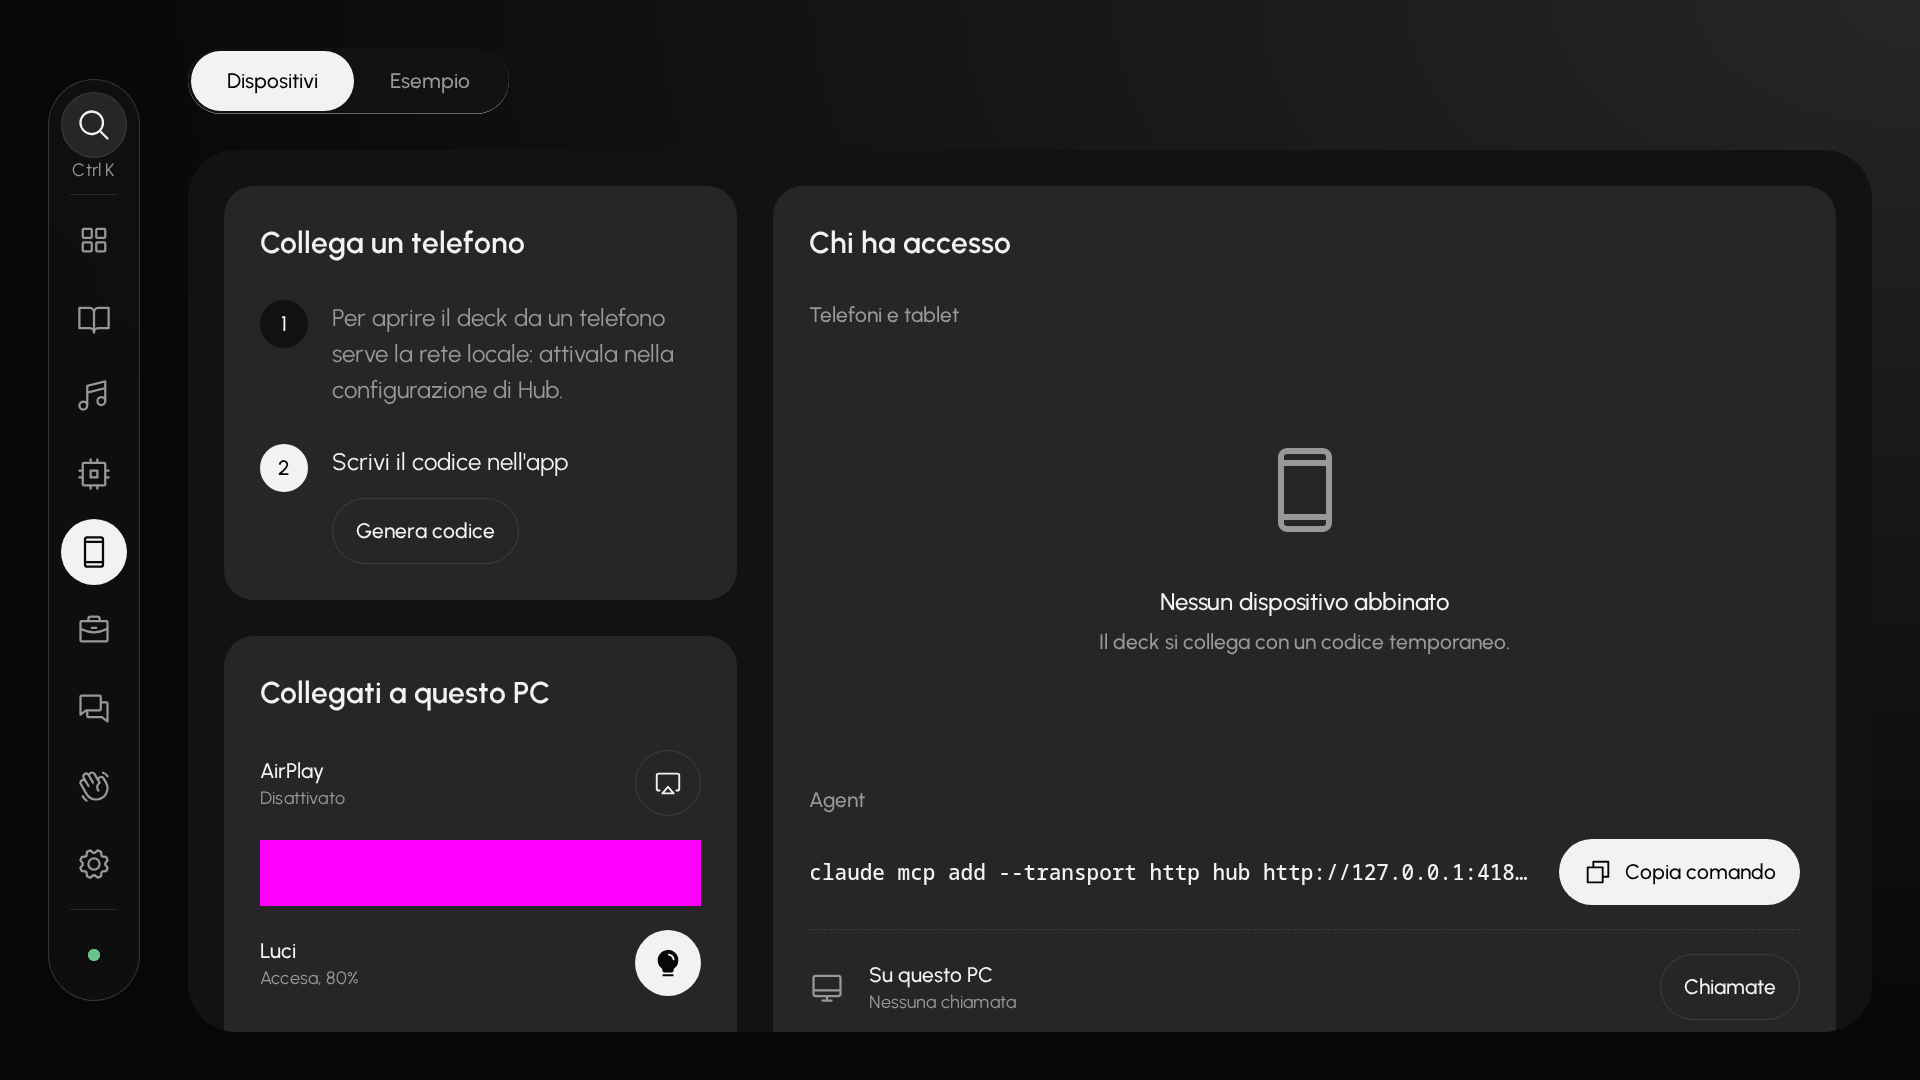 Dispositivi
Esempio
Ctrl K
Collega un telefono
1
Per aprire il deck da un telefono
serve la rete locale: attivala nella
configurazione di Hub.
2
Scrivi il codice nell'app
Genera codice
Collegati a questo PC
AirPlay
Disattivato
Luci
Accesa, 80%
Chi ha accesso
Telefoni e tablet
Nessun dispositivo abbinato
Il deck si collega con un codice temporaneo.
Agent
claude mcp add --transport http hub http://127.0.0.1:418…
Copia comando
Su questo PC
Nessuna chiamata
Chiamate